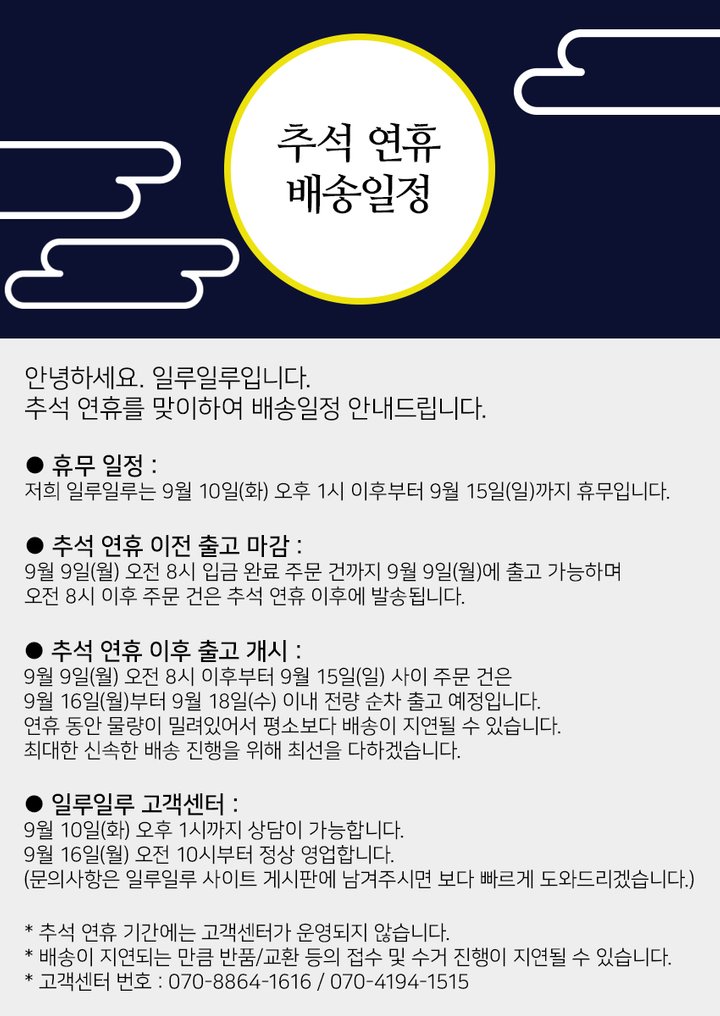 추석 연휴
배송일정
안녕하세요. 일루일루입니다.
추석 연휴를 맞이하여 배송일정 안내드립니다.
● 휴무 일정 :
저희 일루일루는 9월 10일(화) 오후 1시 이후부터 9월 15일(일)까지 휴무입니다.
● 추석 연휴 이전 출고 마감 :
9월 9일(월) 오전 8시 입금 완료 주문 건까지 9월 9일(월)에 출고 가능하며
오전 8시 이후 주문 건은 추석 연휴 이후에 발송됩니다.
● 추석 연휴 이후 출고 개시 :
9월 9일(월) 오전 8시 이후부터 9월 15일(일) 사이 주문 건은
9월 16일(월)부터 9월 18일(수) 이내 전량 순차 출고 예정입니다.
연휴 동안 물량이 밀려있어서 평소보다 배송이 지연될 수 있습니다.
최대한 신속한 배송 진행을 위해 최선을 다하겠습니다.
● 일루일루 고객센터 :
9월 10일(화) 오후 1시까지 상담이 가능합니다.
9월 16일(월) 오전 10시부터 정상 영업합니다.
(문의사항은 일루일루 사이트 게시판에 남겨주시면 보다 빠르게 도와드리겠습니다.)
* 추석 연휴 기간에는 고객센터가 운영되지 않습니다.
* 배송이 지연되는 만큼 반품/교환 등의 접수 및 수거 진행이 지연될 수 있습니다.
* 고객센터 번호 : 070-8864-1616 / 070-4194-1515